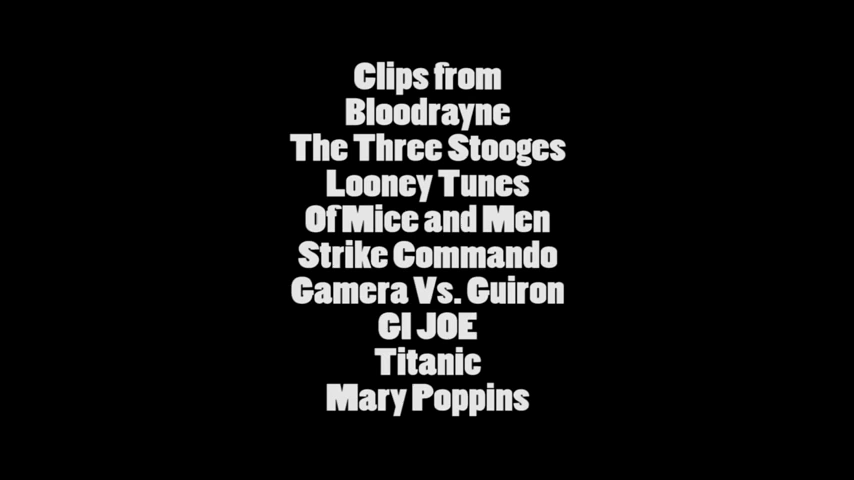 Clips from
Bloodrayne
The Three Stooges
Looney Tunes
Of Mice and Men
Strike Commando
Gamera Vs. Guiron
GI JOE
Titanic
Mary Poppins